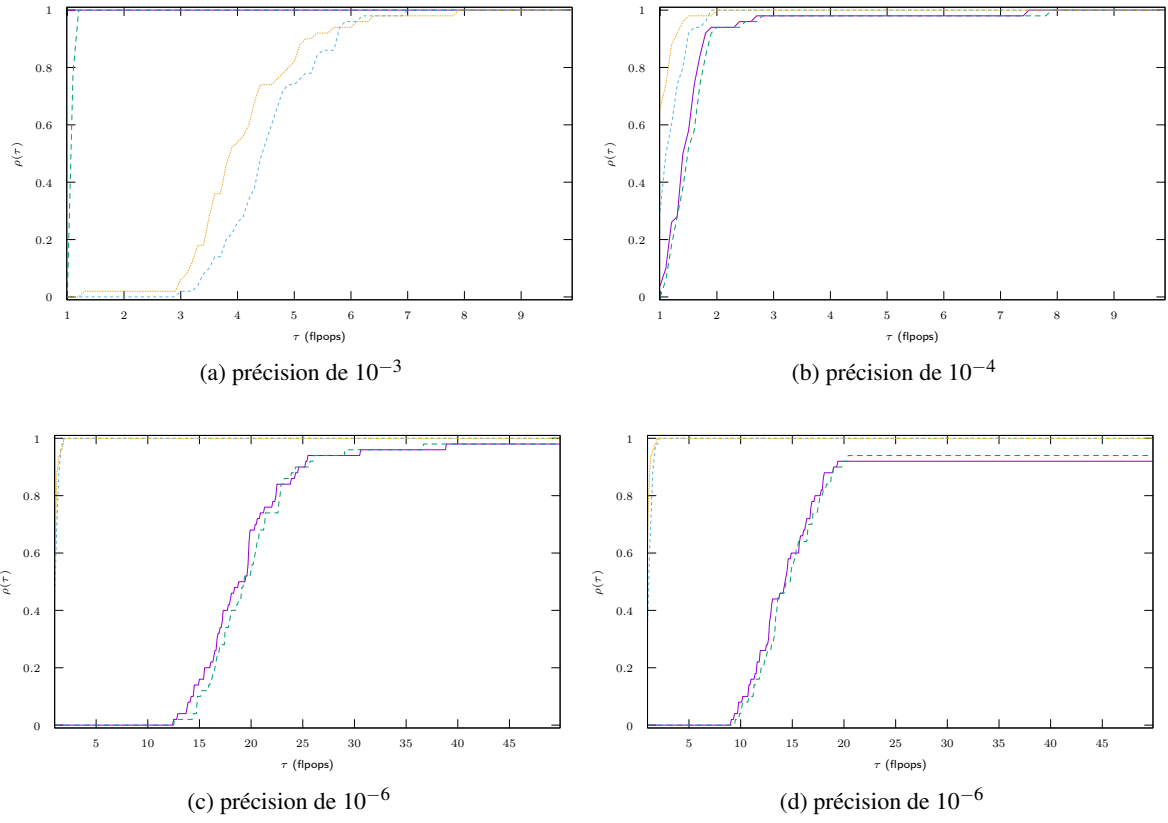 1
0.8
0.6
0.4
0.2
0
ρ(τ)
1 2 3 4 5 6 7 8 9
τ (flpops)
(a) précision de 10⁻³
1
0.8
0.6
0.4
0.2
0
ρ(τ)
1 2 3 4 5 6 7 8 9
τ (flpops)
(b) précision de 10⁻⁴
1
0.8
0.6
0.4
0.2
0
ρ(τ)
5 10 15 20 25 30 35 40 45
τ (flpops)
(c) précision de 10⁻⁶
1
0.8
0.6
0.4
0.2
0
ρ(τ)
5 10 15 20 25 30 35 40 45
τ (flpops)
(d) précision de 10⁻⁶